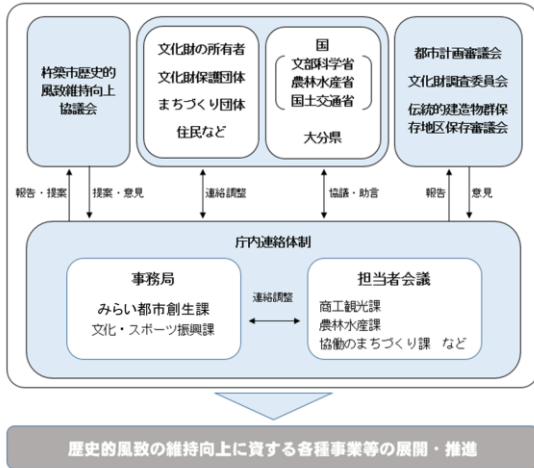 杵築市歴史的
風致維持向上
協議会
文化財の所有者
文化財保護団体
まちづくり団体
住民など
国
文部科学省
農林水産省
国土交通省
大分県
都市計画審議会
文化財調査委員会
伝統的建造物群保
存地区保存審議会
報告・提案
提案・意見
連絡調整
協議・助言
報告
意見
庁内連絡体制
事務局
みらい都市創生課
文化・スポーツ振興課
連絡調整
担当者会議
商工観光課
農林水産課
協働のまちづくり課 など
歴史的風致の維持向上に資する各種事業等の展開・推進